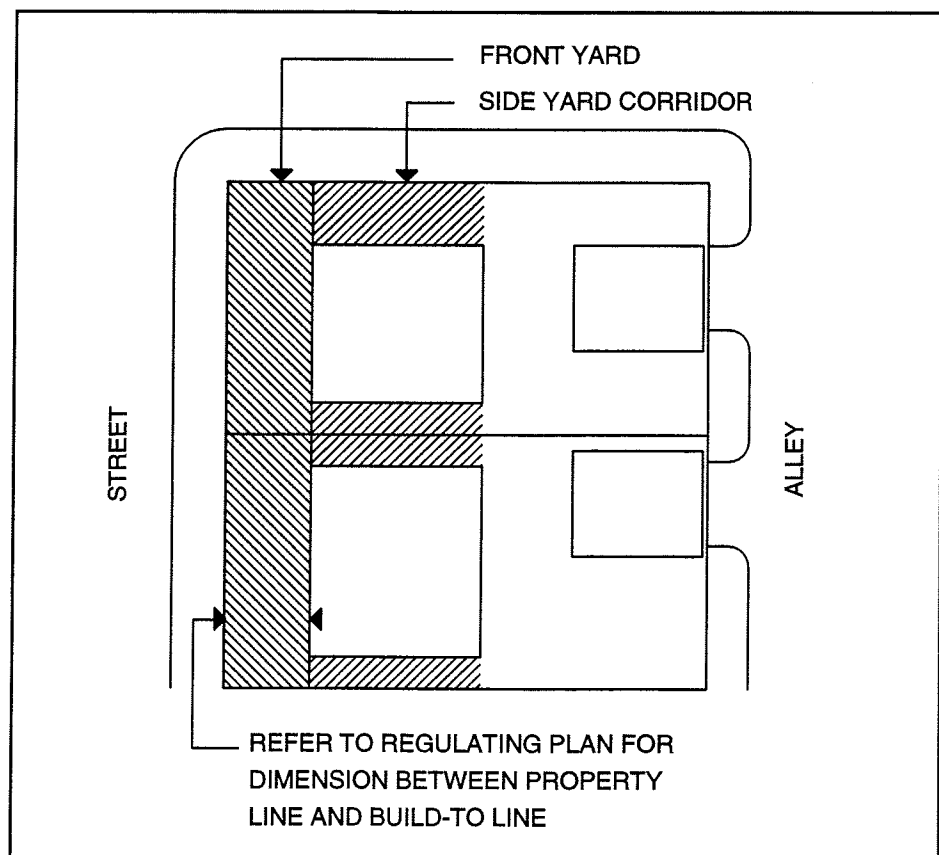 FRONT YARD
SIDE YARD CORRIDOR
STREET
ALLEY
REFER TO REGULATING PLAN FOR
DIMENSION BETWEEN PROPERTY
LINE AND BUILD-TO LINE